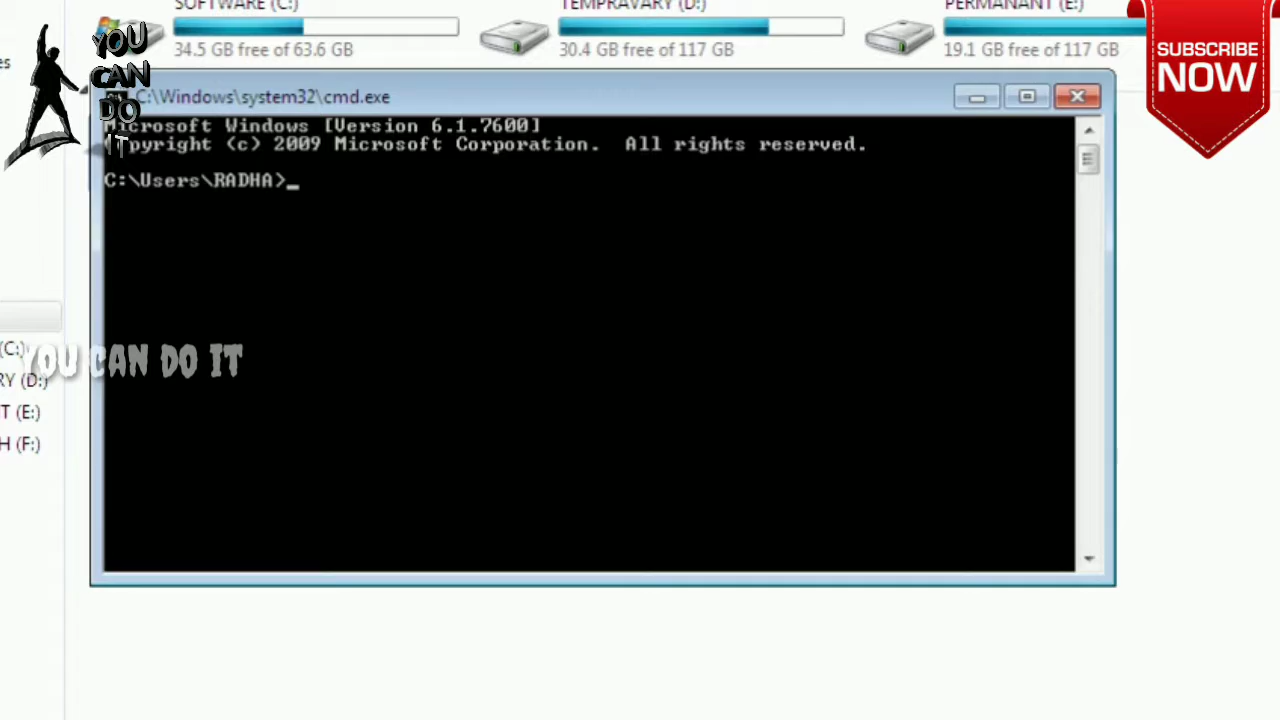 SOFTWARE (C:)
TEMPRAVARY (D:)
PERMANANT (E:)
34.5 GB free of 63.6 GB
30.4 GB free of 117 GB
19.1 GB free of 117 GB
SUBSCRIBE
NOW
YOU
CAN
DO
IT
C:\Windows\system32\cmd.exe
Microsoft Windows [Version 6.1.7600]
Copyright (c) 2009 Microsoft Corporation. All rights reserved.
C:\Users\RADHA>_
(C:)
YOU CAN DO IT
RY (D:)
T (E:)
H (F:)